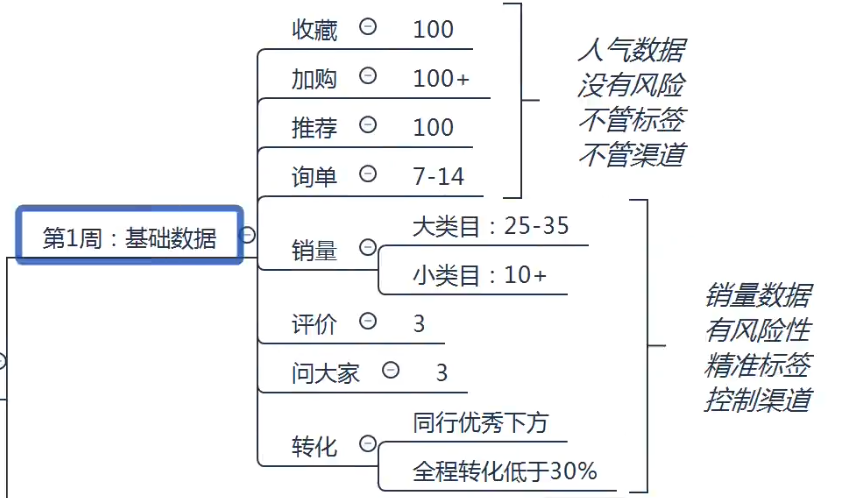 收藏 100
加购 100+
推荐 100
询单 7-14
人气数据
没有风险
不管标签
不管渠道
第1周：基础数据
销量
大类目：25-35
小类目：10+
评价 3
问大家 3
转化
同行优秀下方
全程转化低于30%
销量数据
有风险性
精准标签
控制渠道